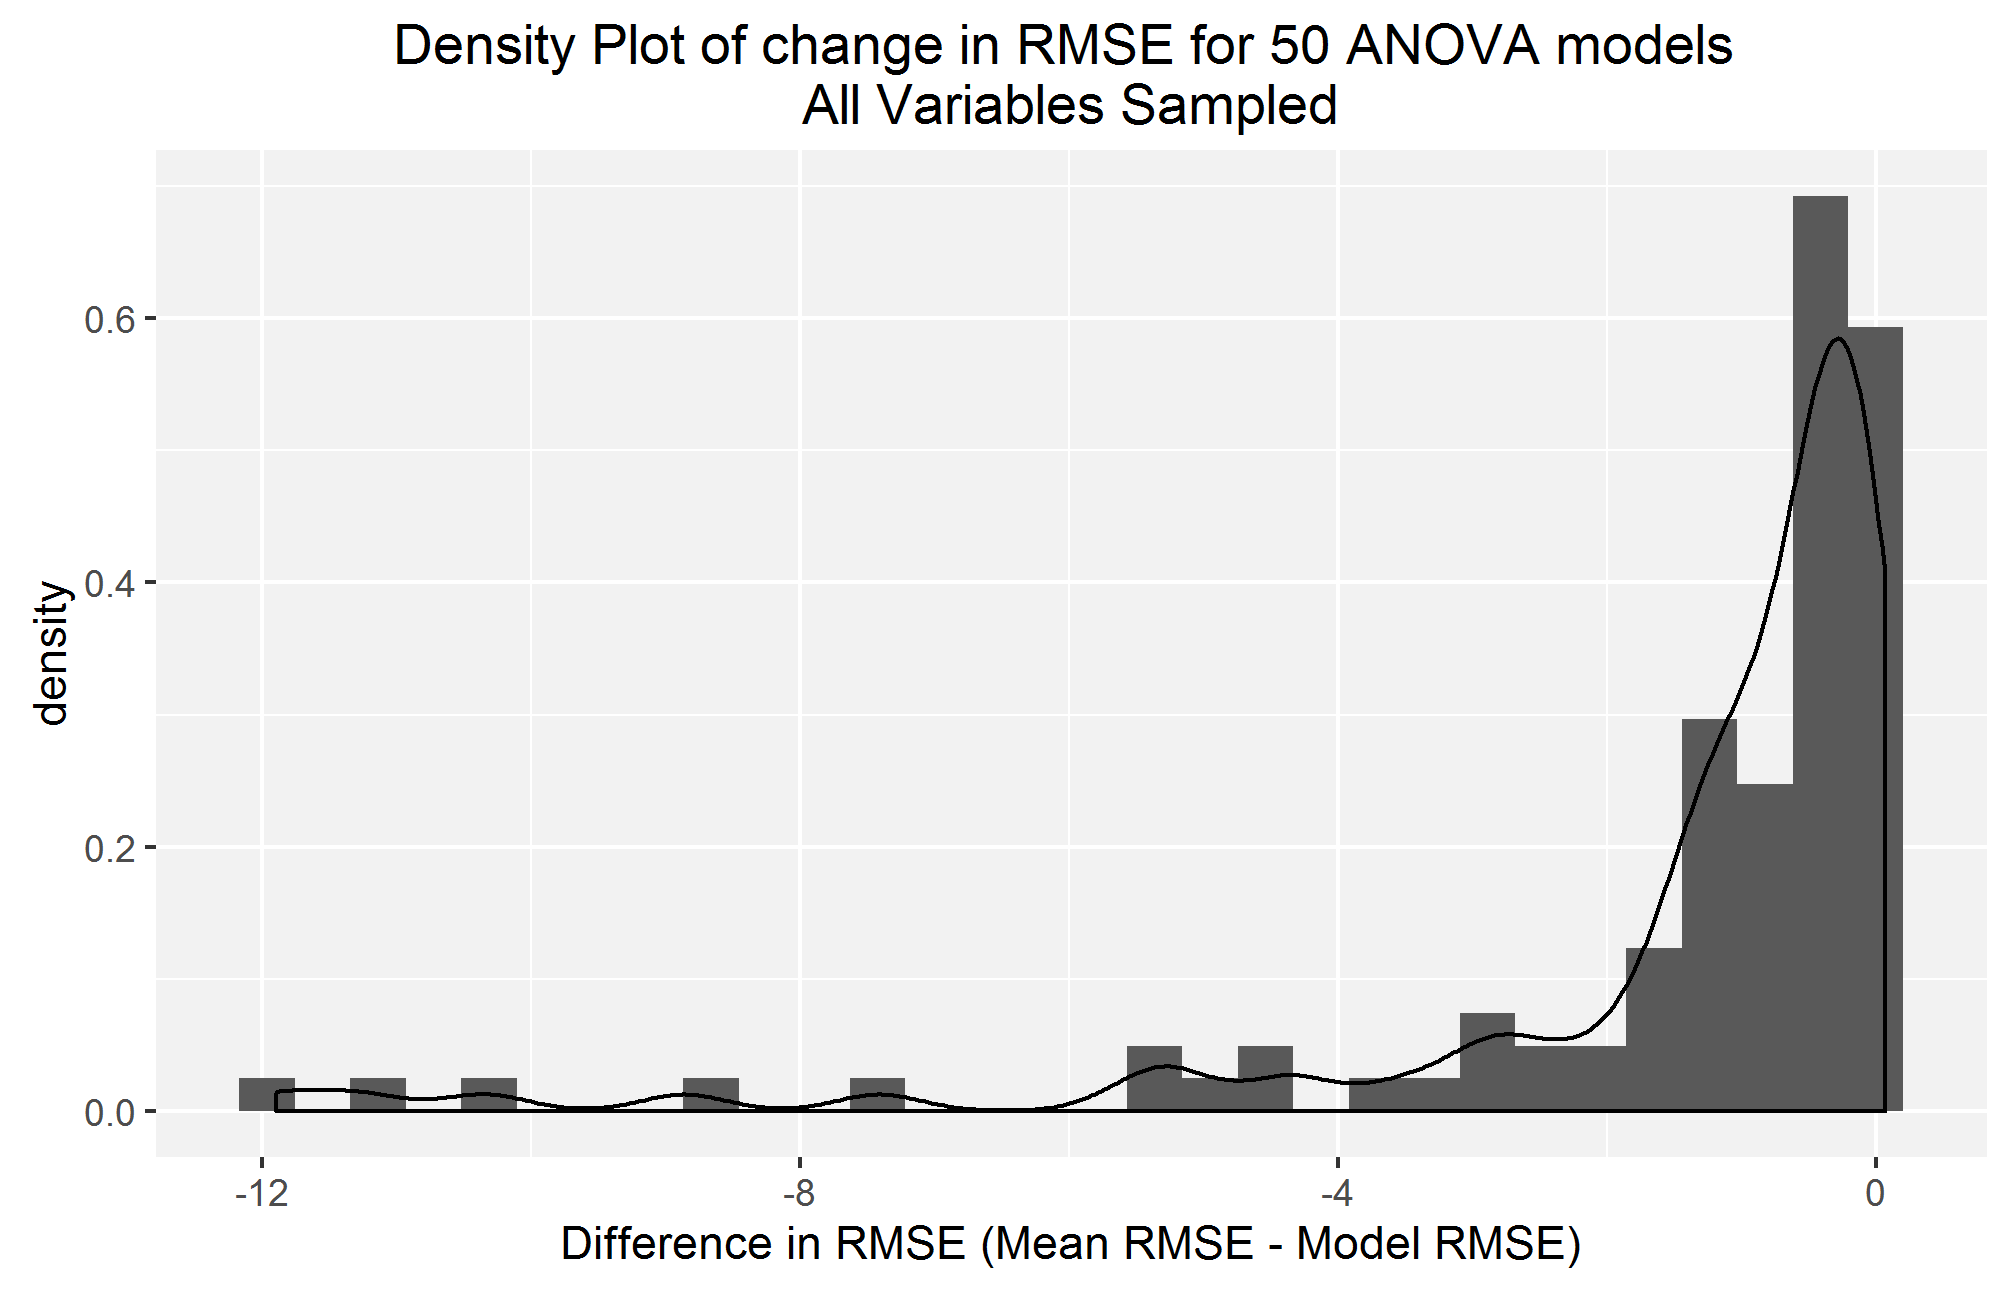 Density Plot of change in RMSE for 50 ANOVA models
All Variables Sampled
density
0.6
0.4
0.2
0.0
-12
-8
-4
0
Difference in RMSE (Mean RMSE - Model RMSE)